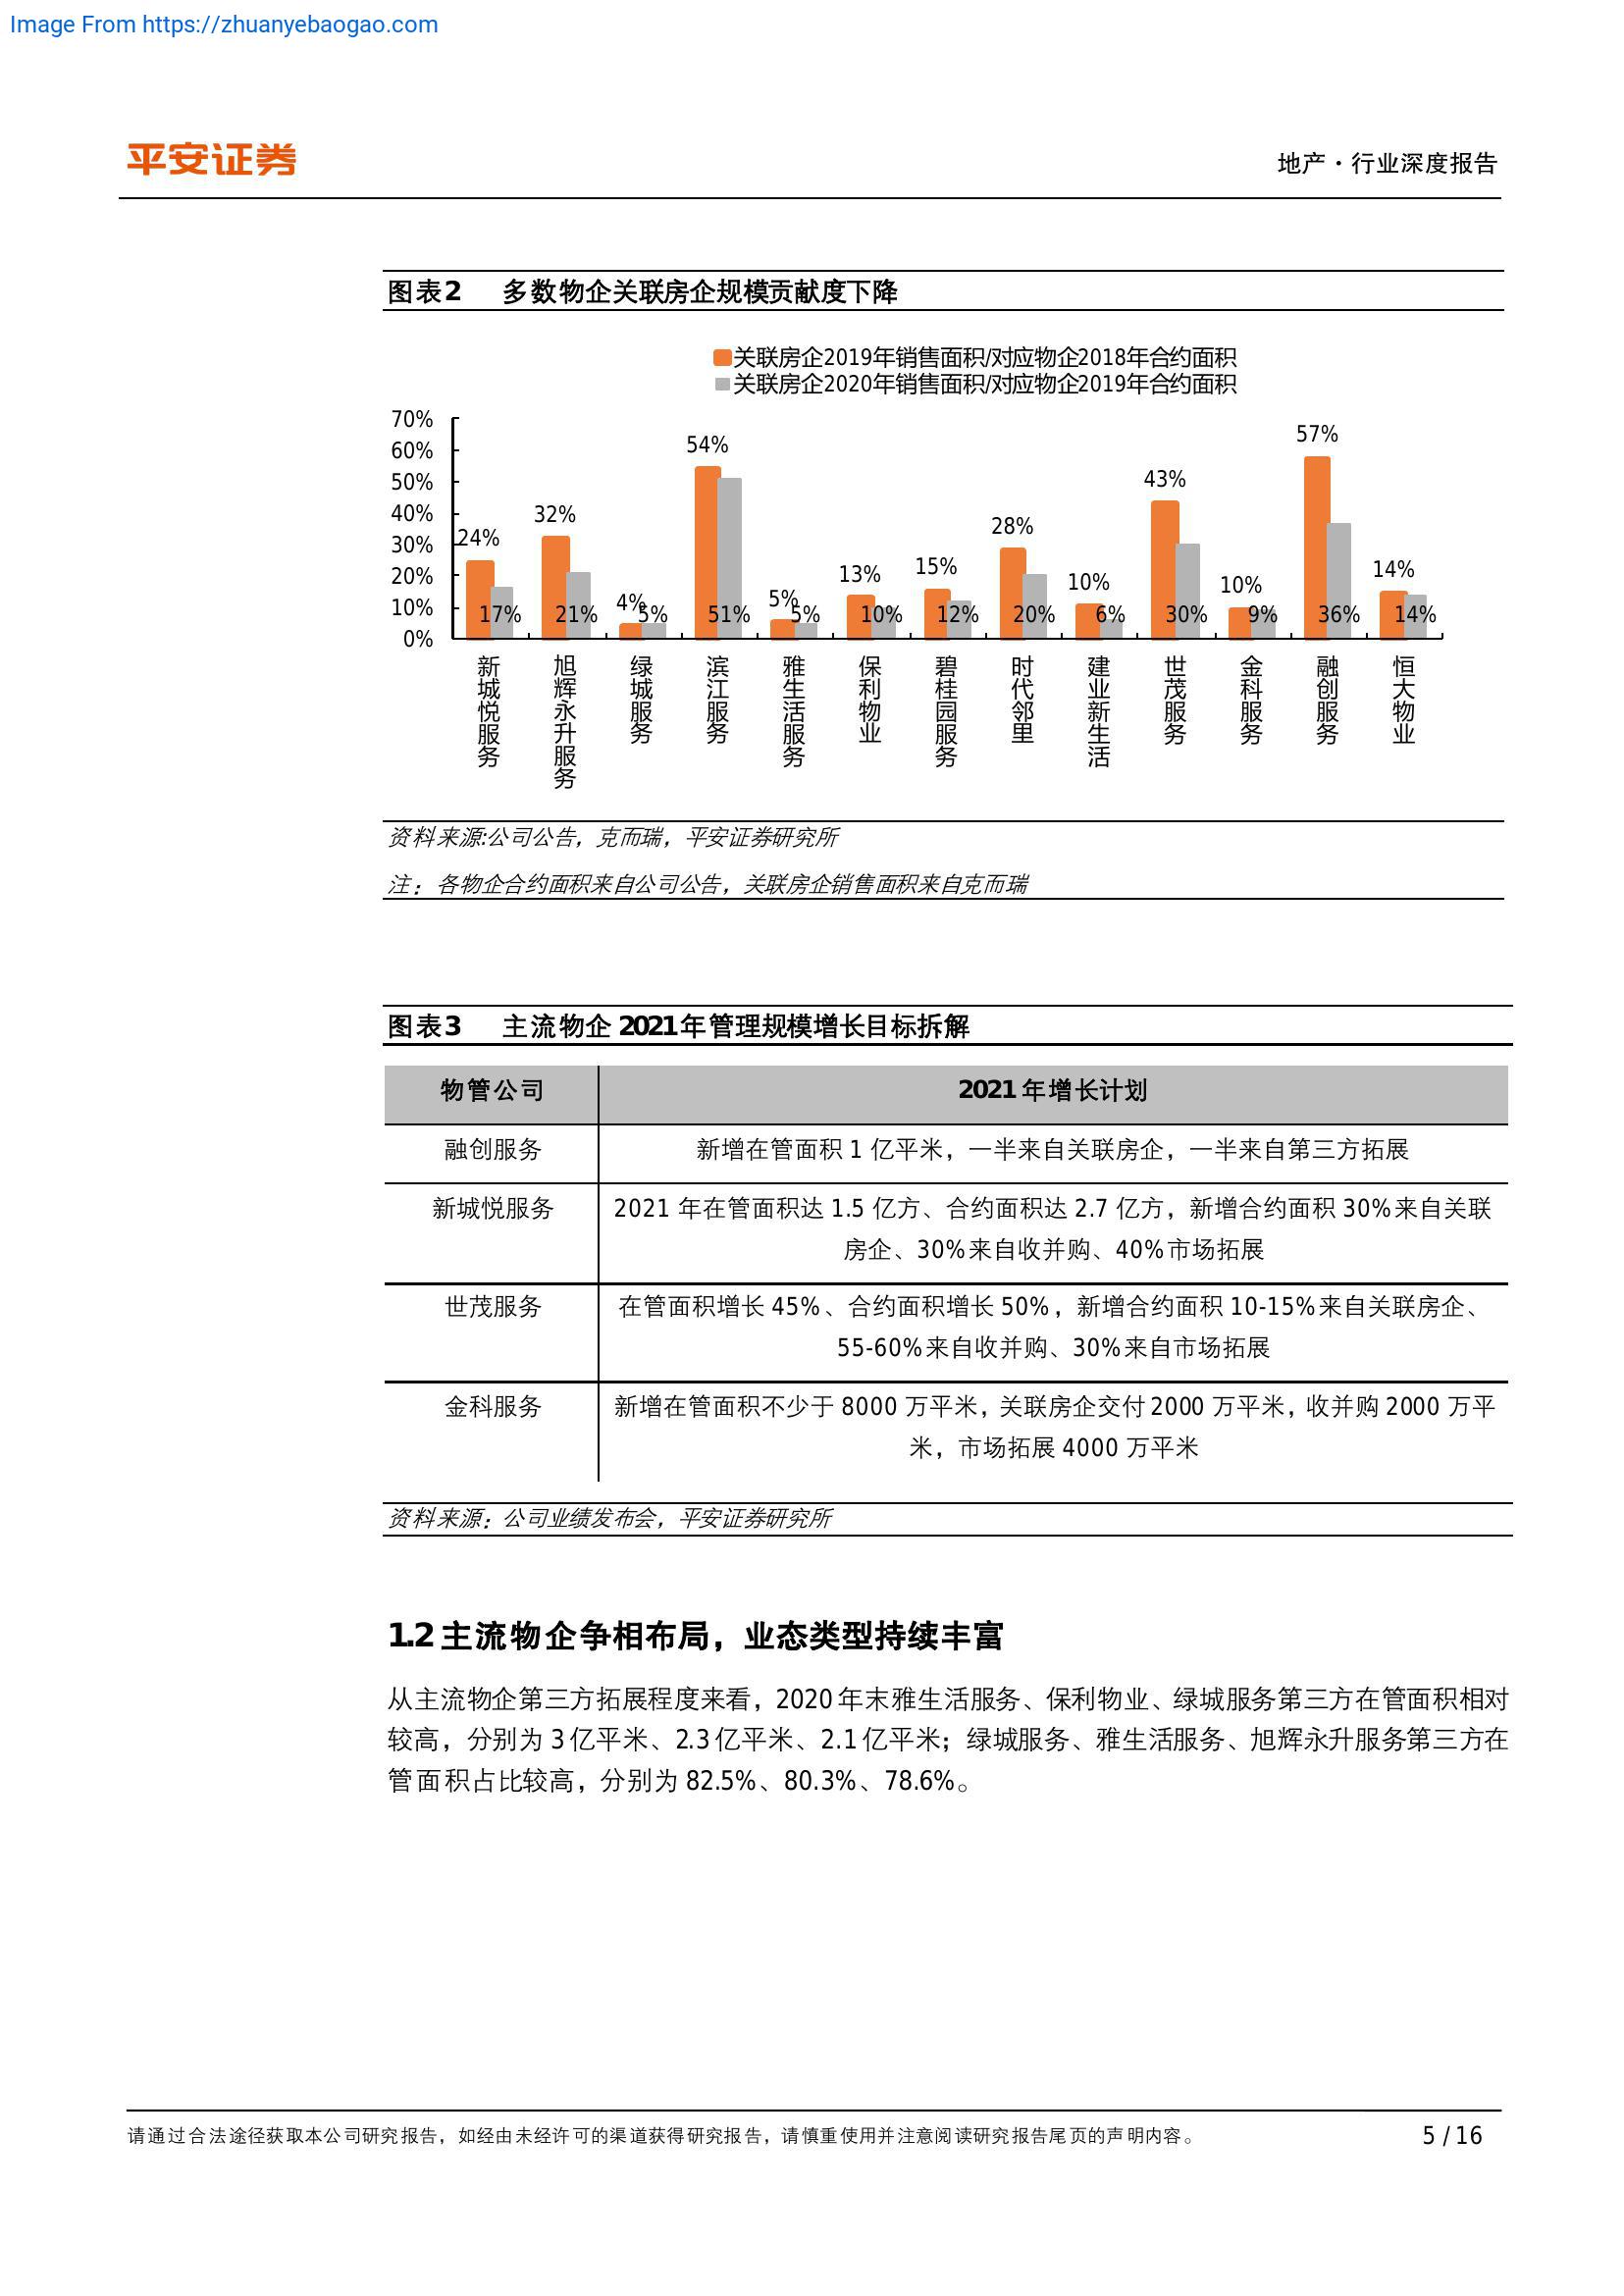 Image From https://zhuanyebaogao.com
平安证券
地产·行业深度报告
图表2 多数物企关联房企规模贡献度下降
关联房企2019年销售面积/对应物企2018年合约面积
关联房企2020年销售面积/对应物企2019年合约面积
70%
60%
50%
40%
30%
20%
10%
0%
24% 32% 4% 54% 5% 13% 15% 28% 10% 43% 10% 57% 14%
17% 21% 5% 51% 5% 10% 12% 20% 6% 30% 9% 36% 14%
新城悦服务
旭辉永升服务
绿城服务
滨江服务
雅生活服务
保利物业
碧桂园服务
时代邻里
建业新生活
世茂服务
金科服务
融创服务
恒大物业
资料来源:公司公告，克而瑞，平安证券研究所
注：各物企合约面积来自公司公告，关联房企销售面积来自克而瑞
图表3 主流物企 2021年管理规模增长目标拆解
物管公司 2021 年增长计划
融创服务 新增在管面积 1 亿平米，一半来自关联房企，一半来自第三方拓展
新城悦服务 2021 年在管面积达 1.5 亿方、合约面积达 2.7 亿方，新增合约面积 30%来自关联
房企、30%来自收并购、40%市场拓展
世茂服务 在管面积增长 45%、合约面积增长 50%，新增合约面积 10-15%来自关联房企、
55-60%来自收并购、30%来自市场拓展
金科服务 新增在管面积不少于 8000 万平米，关联房企交付 2000 万平米，收并购 2000 万平
米，市场拓展 4000 万平米
资料来源：公司业绩发布会，平安证券研究所
1.2 主流物企争相布局，业态类型持续丰富
从主流物企第三方拓展程度来看，2020 年末雅生活服务、保利物业、绿城服务第三方在管面积相对
较高，分别为 3 亿平米、2.3 亿平米、2.1 亿平米；绿城服务、雅生活服务、旭辉永升服务第三方在
管面积占比较高，分别为 82.5%、80.3%、78.6%。
请通过合法途径获取本公司研究报告，如经由未经许可的渠道获得研究报告，请慎重使用并注意阅读研究报告尾页的声明内容。
5 / 16